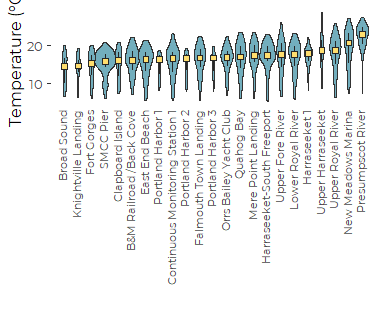 Temperature (°C
20
10
Broad Sound
Knightville Landing
Fort Gorges
SMCC Pier
Clapboard Island
B&M Railroad /Back Cove
East End Beach
Portland Harbor 1
Continuous Monitoring Station 1
Portland Harbor 2
Falmouth Town Landing
Portland Harbor 3
Orrs Bailey Yacht Club
Quahog Bay
Mere Point Landing
Harraseeket-South Freeport
Upper Fore River
Lower Royal River
Harraseeket 1
Upper Harraseeket
Upper Royal River
New Meadows Marina
Presumpscot River